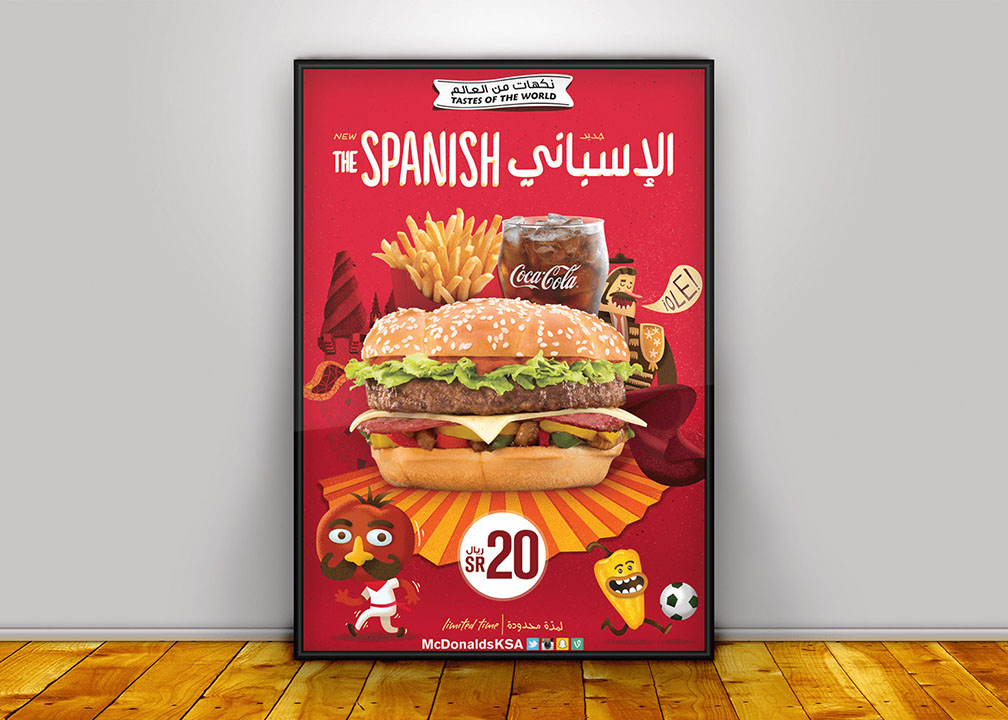 نكهات من العالم
TASTES OF THE WORLD
NEW
THE SPANISH
جديد
الإسباني
Coca-Cola
¡OLE!
ريال
SR 20
limited time | لمدة محدودة
McDonaldsKSA